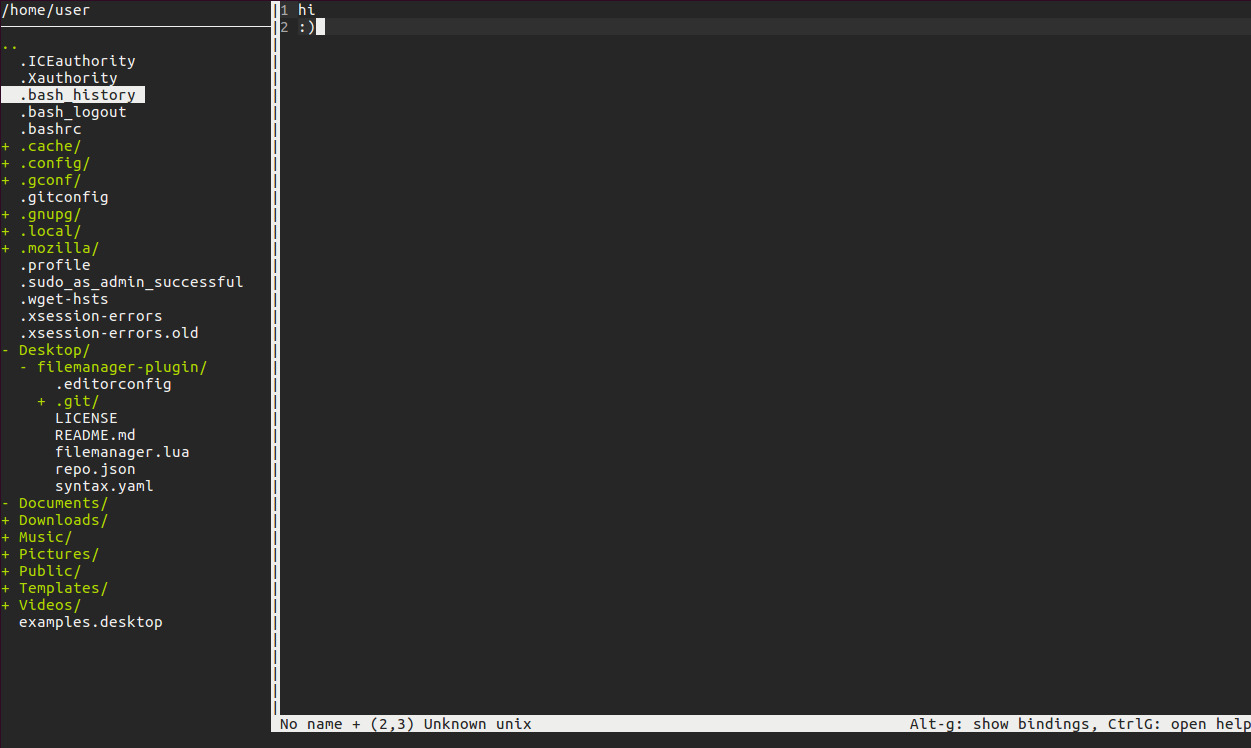 /home/user
..
.ICEauthority
.Xauthority
.bash_history
.bash_logout
.bashrc
+ .cache/
+ .config/
+ .gconf/
.gitconfig
+ .gnupg/
+ .local/
+ .mozilla/
.profile
.sudo_as_admin_successful
.wget-hsts
.xsession-errors
.xsession-errors.old
- Desktop/
- filemanager-plugin/
.editorconfig
+ .git/
LICENSE
README.md
filemanager.lua
repo.json
syntax.yaml
- Documents/
+ Downloads/
+ Music/
+ Pictures/
+ Public/
+ Templates/
+ Videos/
examples.desktop
1 hi
2 :)
No name + (2,3) Unknown unix Alt-g: show bindings, CtrlG: open help